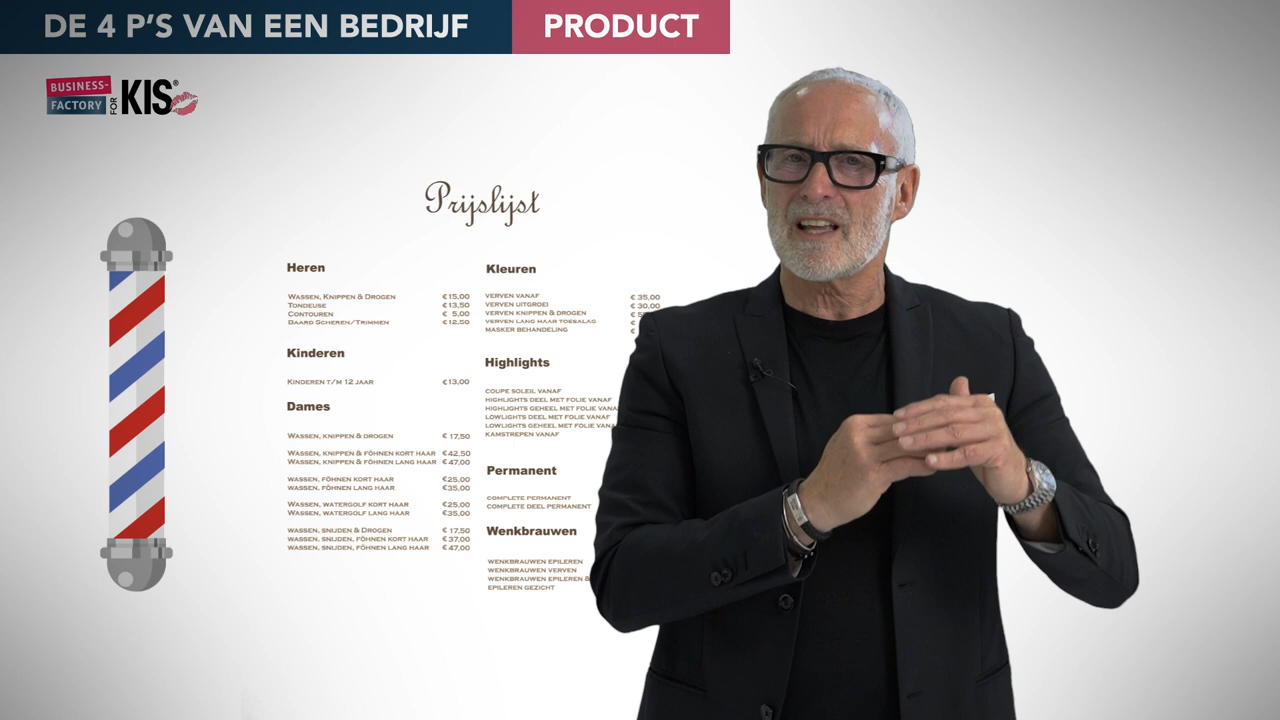 DE 4 P'S VAN EEN BEDRIJF PRODUCT
BUSINESS-
FACTORY FOR KIS®
Prijslijst
Heren
WASSEN, KNIPPEN & DROGEN € 15,00
TONDEUSE € 13,50
CONTOUREN € 5,00
BAARD SCHEREN/TRIMMEN € 12,50
Kinderen
KINDEREN T/M 12 JAAR € 13,00
Dames
WASSEN, KNIPPEN & DROGEN € 17,50
WASSEN, KNIPPEN & FÖHNEN KORT HAAR € 42,50
WASSEN, KNIPPEN & FÖHNEN LANG HAAR € 47,00
WASSEN, FÖHNEN KORT HAAR € 25,00
WASSEN, FÖHNEN LANG HAAR € 35,00
WASSEN, WATERGOLF KORT HAAR € 25,00
WASSEN, WATERGOLF LANG HAAR € 35,00
WASSEN, SNIJDEN & DROGEN € 17,50
WASSEN, SNIJDEN, FÖHNEN KORT HAAR € 37,00
WASSEN, SNIJDEN, FÖHNEN LANG HAAR € 47,00
Kleuren
VERVEN VANAF € 35,00
VERVEN UITGROEI € 30,00
VERVEN KNIPPEN & DROGEN €
VERVEN LANG HAAR TOESLAG €
MASKER BEHANDELING €
Highlights
COUPE SOLEIL VANAF
HIGHLIGHTS DEEL MET FOLIE VANAF
HIGHLIGHTS GEHEEL MET FOLIE
LOWLIGHTS DEEL MET FOLIE VANAF
LOWLIGHTS GEHEEL MET FOLIE
KAMSTREPEN VANAF
Permanent
COMPLETE PERMANENT
COMPLETE DEEL PERMANENT
Wenkbrauwen
WENKBRAUWEN EPILEREN
WENKBRAUWEN VERVEN
WENKBRAUWEN EPILEREN &
EPILEREN GEZICHT